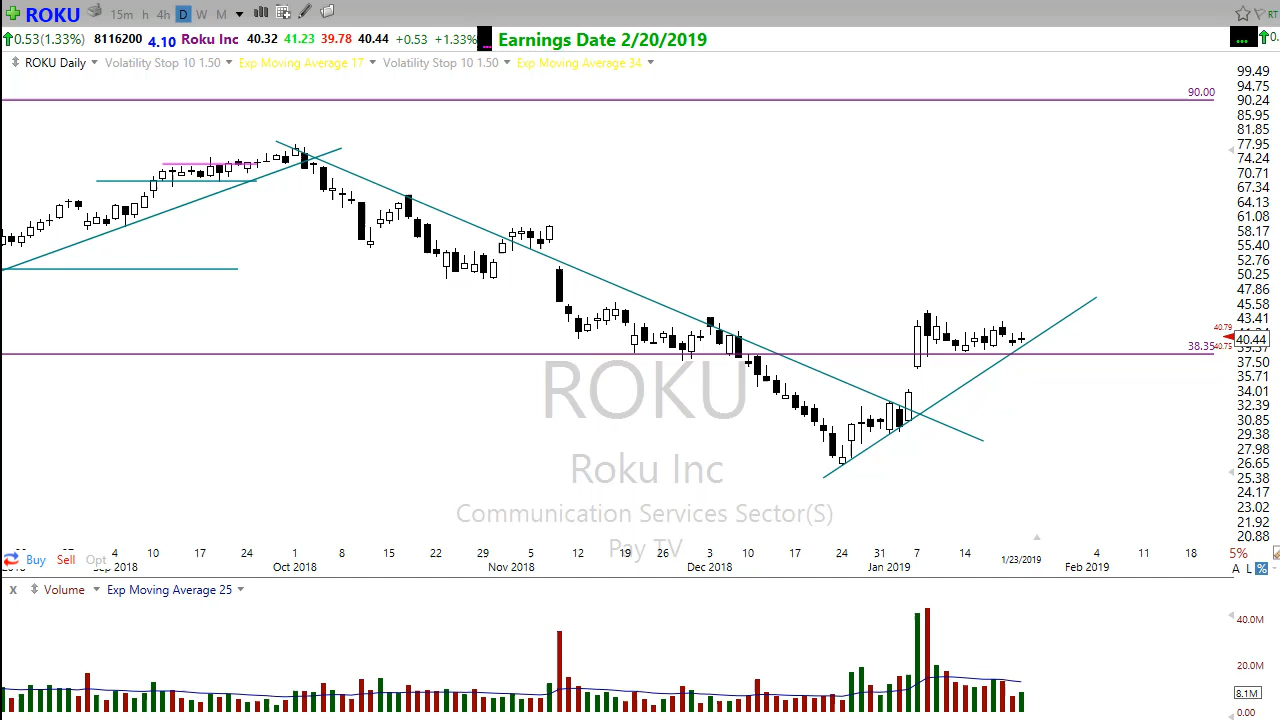 ROKU 15m h 4h D W M RT
0.53(1.33%) 8116200 4.10 Roku Inc 40.32 41.23 39.78 40.44 +0.53 +1.33% ... Earnings Date 2/20/2019 ... 0.
ROKU Daily Volatility Stop 10 1.50 Exp Moving Average 17 Volatility Stop 10 1.50 Exp Moving Average 34
99.49
94.75
90.00
90.24
85.95
81.85
77.95
74.24
70.71
67.34
64.13
61.08
58.17
55.40
52.76
50.25
47.86
45.58
43.41
40.79
40.44
38.35
40.75
39.37
37.50
35.71
34.01
32.39
30.85
29.38
27.98
26.65
25.38
24.17
23.02
21.92
20.88
ROKU
Roku Inc
Communication Services Sector(S)
Pay TV
4 10 17 24 1 8 15 22 29 5 12 19 26 3 10 17 24 31 7 14 1/23/2019 4 11 18 5%
Buy Sell Opt
Sep 2018 Oct 2018 Nov 2018 Dec 2018 Jan 2019 Feb 2019 A L %
X Volume Exp Moving Average 25
40.0M
20.0M
8.1M
0.00